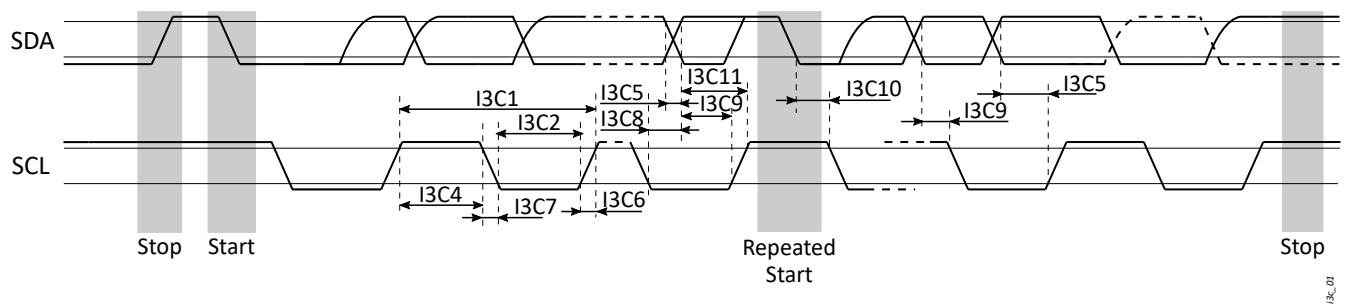 SDA
I3C11
I3C5
I3C10
I3C5
I3C1
I3C9
I3C2
I3C8
I3C9
SCL
I3C4
I3C7
I3C6
Stop
Start
Repeated
Start
Stop
i3c_01